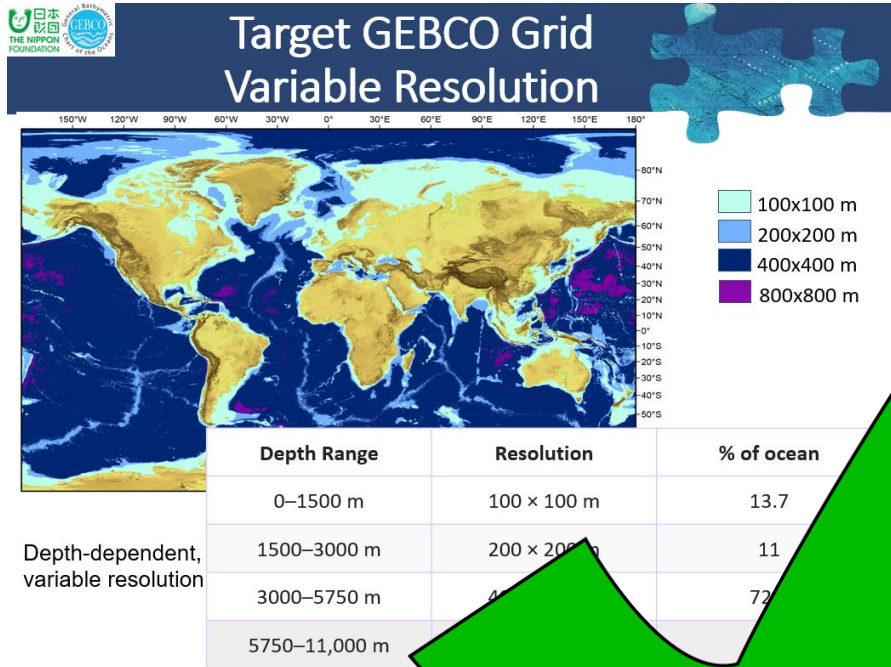 日本
財団
THE NIPPON
FOUNDATION
General Bathymetric
GEBCO
Chart of the Oceans
Target GEBCO Grid
Variable Resolution
150°W 120°W 90°W 60°W 30°W 0° 30°E 60°E 90°E 120°E 150°E 180°
80°N
70°N
60°N
50°N
40°N
30°N
20°N
10°N
0°
10°S
20°S
30°S
40°S
50°S
100x100 m
200x200 m
400x400 m
800x800 m
Depth Range Resolution % of ocean
0–1500 m 100 × 100 m 13.7
1500–3000 m 200 × 200 m 11
3000–5750 m 72
5750–11,000 m
Depth-dependent,
variable resolution